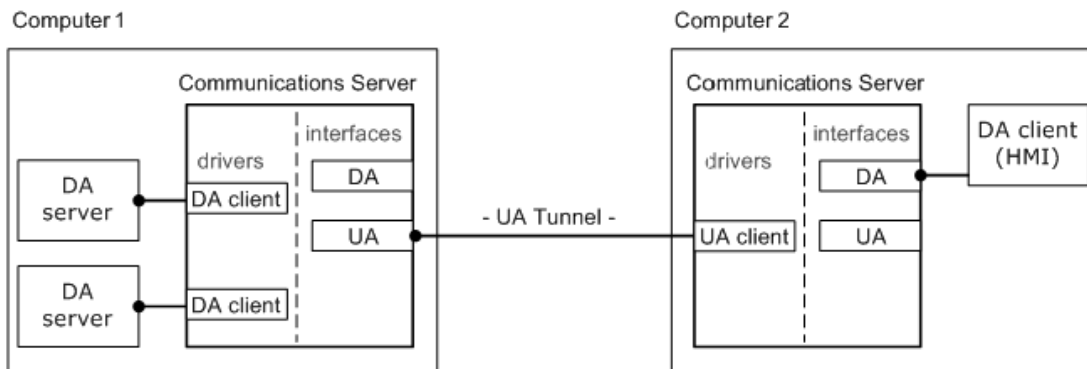 Computer 1
Computer 2
Communications Server
Communications Server
interfaces
interfaces
drivers
drivers
DA client
(HMI)
DA
server
DA client
DA
DA
UA
- UA Tunnel -
UA client
UA
DA
server
DA client